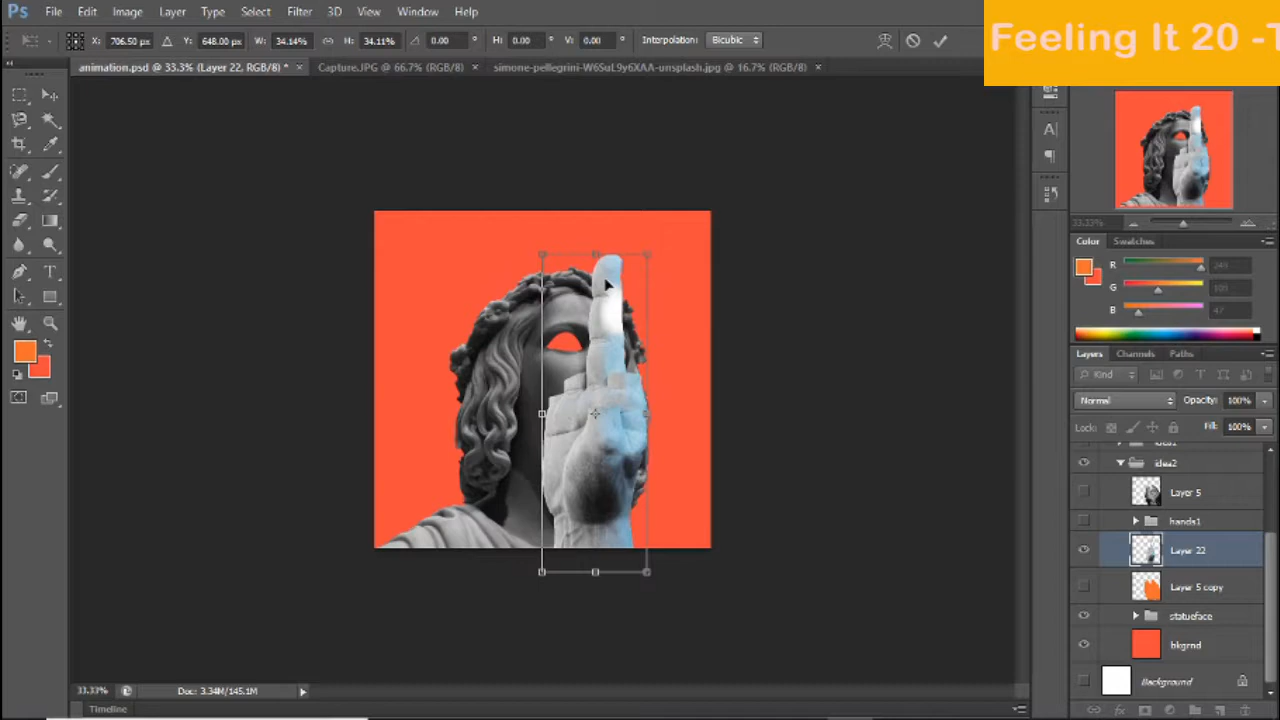 Ps File Edit Image Layer Type Select Filter 3D View Window Help
Feeling It 20 -T
X: 706.50 px Y: 648.00 px W: 34.14% H: 34.11% 0.00 ° H: 0.00 ° V: 0.00 ° Interpolation: Bicubic
animation.psd @ 33.3% (Layer 22, RGB/8) * × Capture.JPG @ 66.7% (RGB/8) × simone-pellegrini-W6SuL9y6XAA-unsplash.jpg @ 16.7% (RGB/8) ×
33.33%
Color Swatches
R
G
B 47
Layers Channels Paths
Kind
Normal Opacity: 100%
Lock: Fill: 100%
idea2
Layer 5
hands1
Layer 22
Layer 5 copy
statueface
bkgrnd
Background
33.33% Doc: 3.34M/145.1M
Timeline